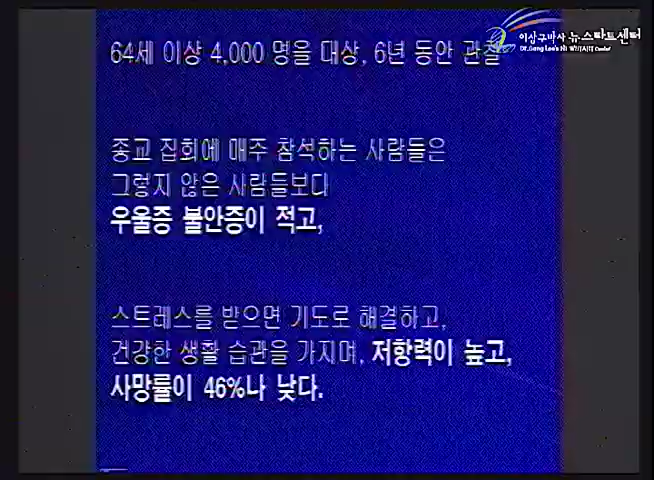 이상구박사 뉴스타트센터
64세 이상 4,000 명을 대상, 6년 동안 관찰
종교 집회에 매주 참석하는 사람들은
그렇지 않은 사람들보다
우울증 불안증이 적고,
스트레스를 받으면 기도로 해결하고,
건강한 생활 습관을 가지며, 저항력이 높고,
사망률이 46%나 낮다.